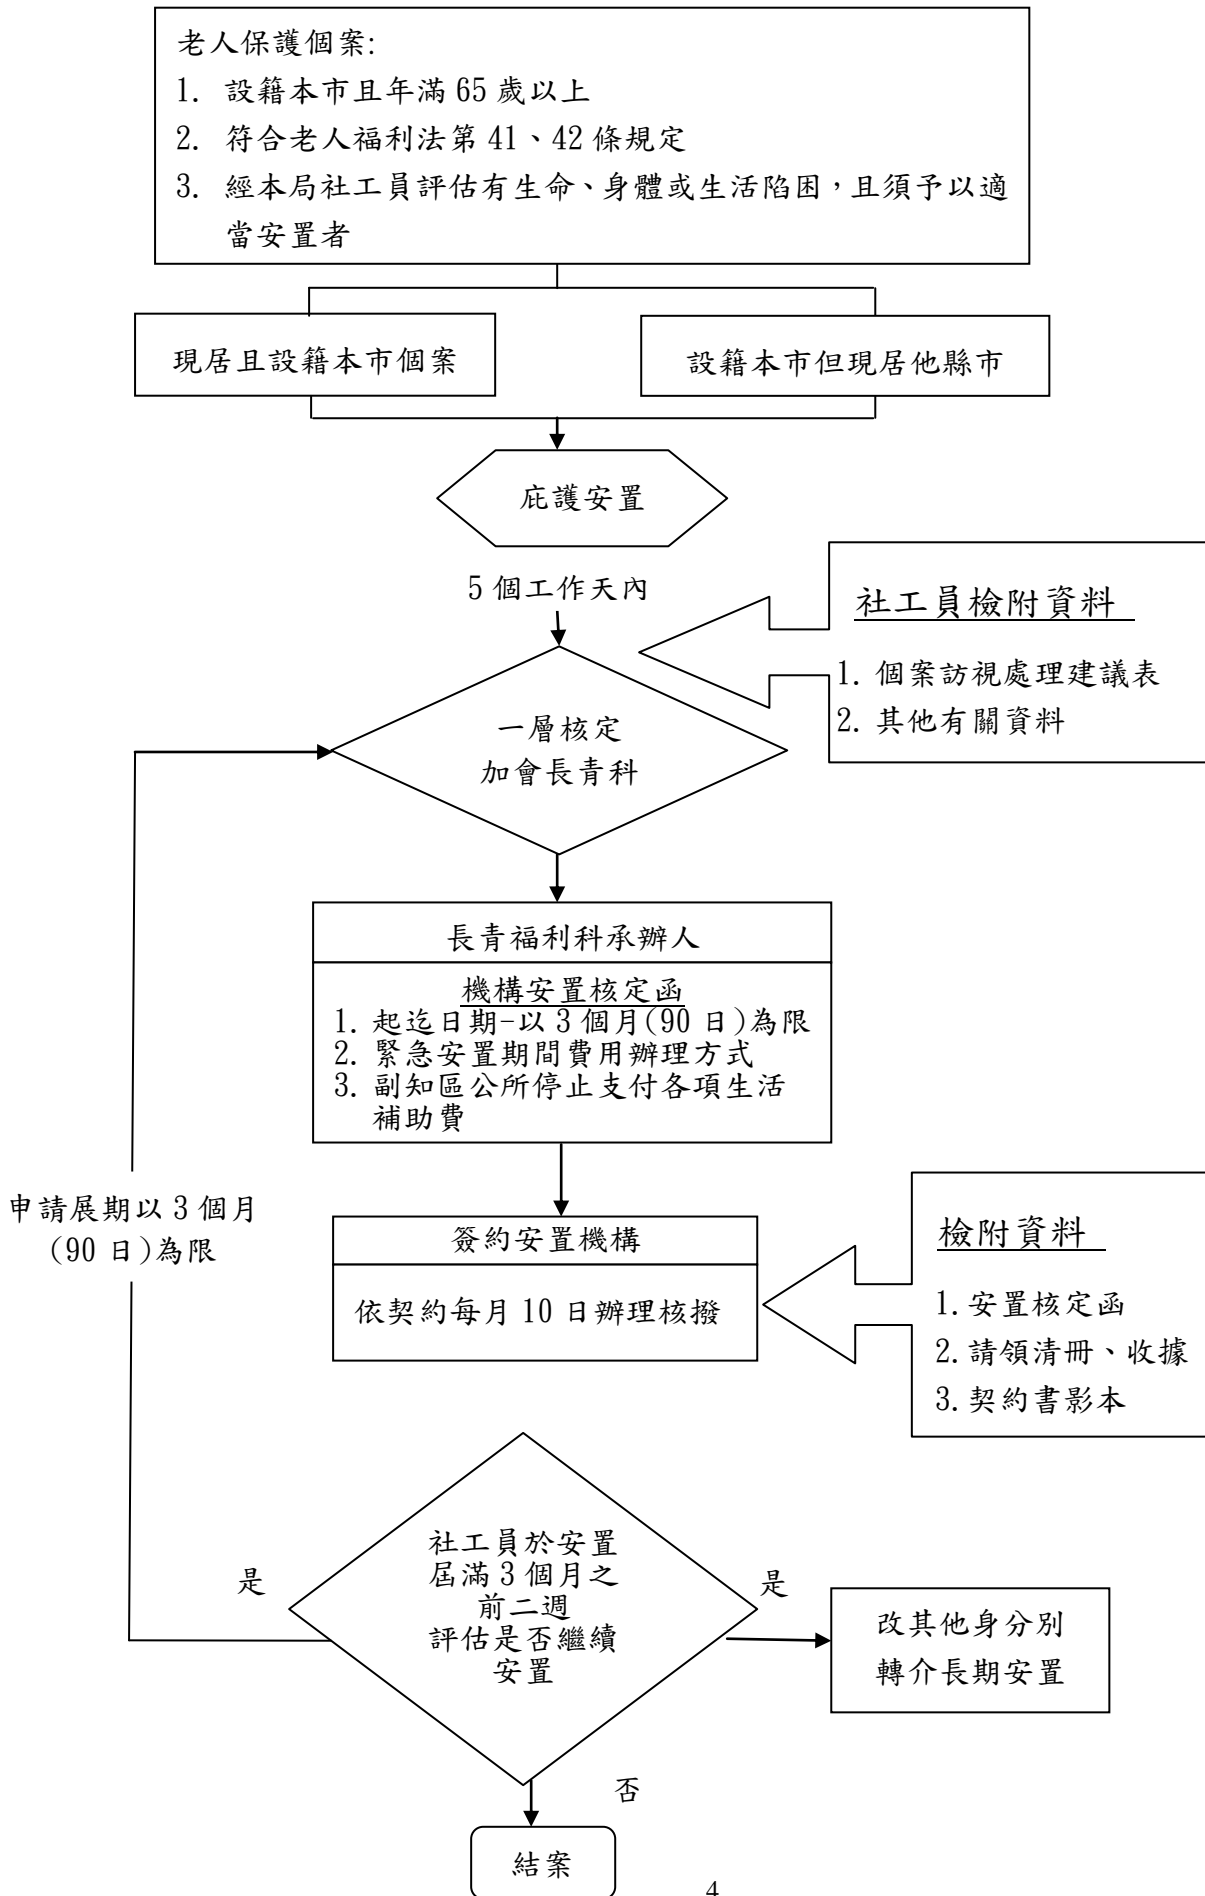 老人保護個案:
1. 設籍本市且年滿 65 歲以上
2. 符合老人福利法第 41、42 條規定
3. 經本局社工員評估有生命、身體或生活陷困，且須予以適
當安置者
現居且設籍本市個案
設籍本市但現居他縣市
庇護安置
5 個工作天內
社工員檢附資料
1. 個案訪視處理建議表
2. 其他有關資料
一層核定
加會長青科
長青福利科承辦人
機構安置核定函
1. 起迄日期-以 3 個月(90 日)為限
2. 緊急安置期間費用辦理方式
3. 副知區公所停止支付各項生活
補助費
申請展期以 3 個月
(90 日)為限
簽約安置機構
依契約每月 10 日辦理核撥
檢附資料
1. 安置核定函
2. 請領清冊、收據
3. 契約書影本
社工員於安置
屆滿 3 個月之
前二週
評估是否繼續
安置
是
是
改其他身分別
轉介長期安置
否
結案
4